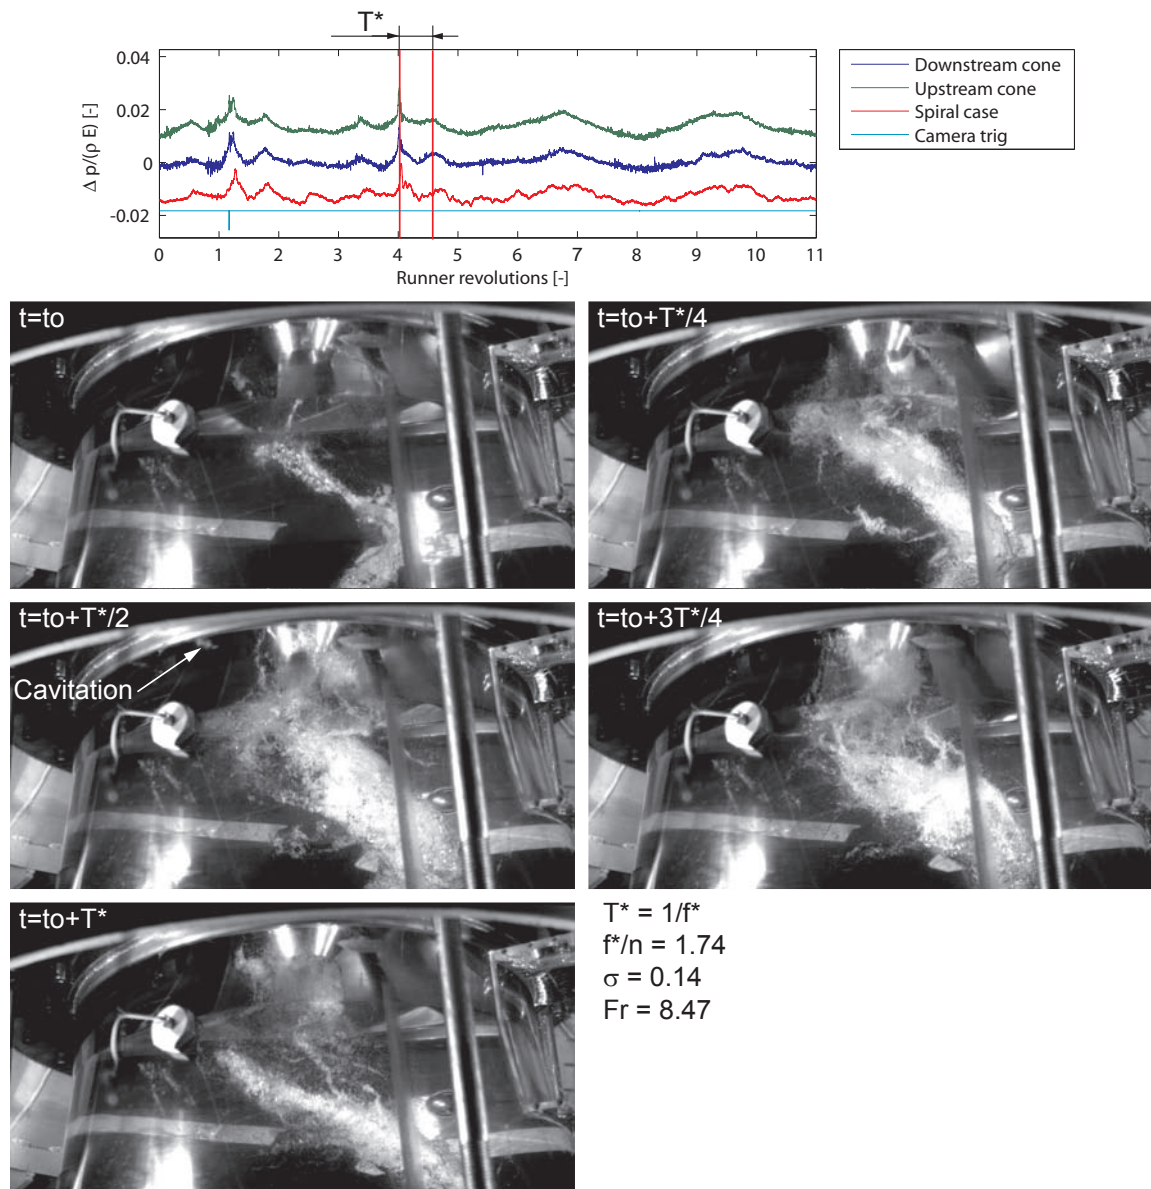 T*
0.04
0.02
0
-0.02
Δ p/(ρ E) [-]
0 1 2 3 4 5 6 7 8 9 10 11
Runner revolutions [-]
Downstream cone
Upstream cone
Spiral case
Camera trig
t=to
t=to+T*/4
t=to+T*/2
Cavitation
t=to+3T*/4
t=to+T*
T* = 1/f*
f*/n = 1.74
σ = 0.14
Fr = 8.47